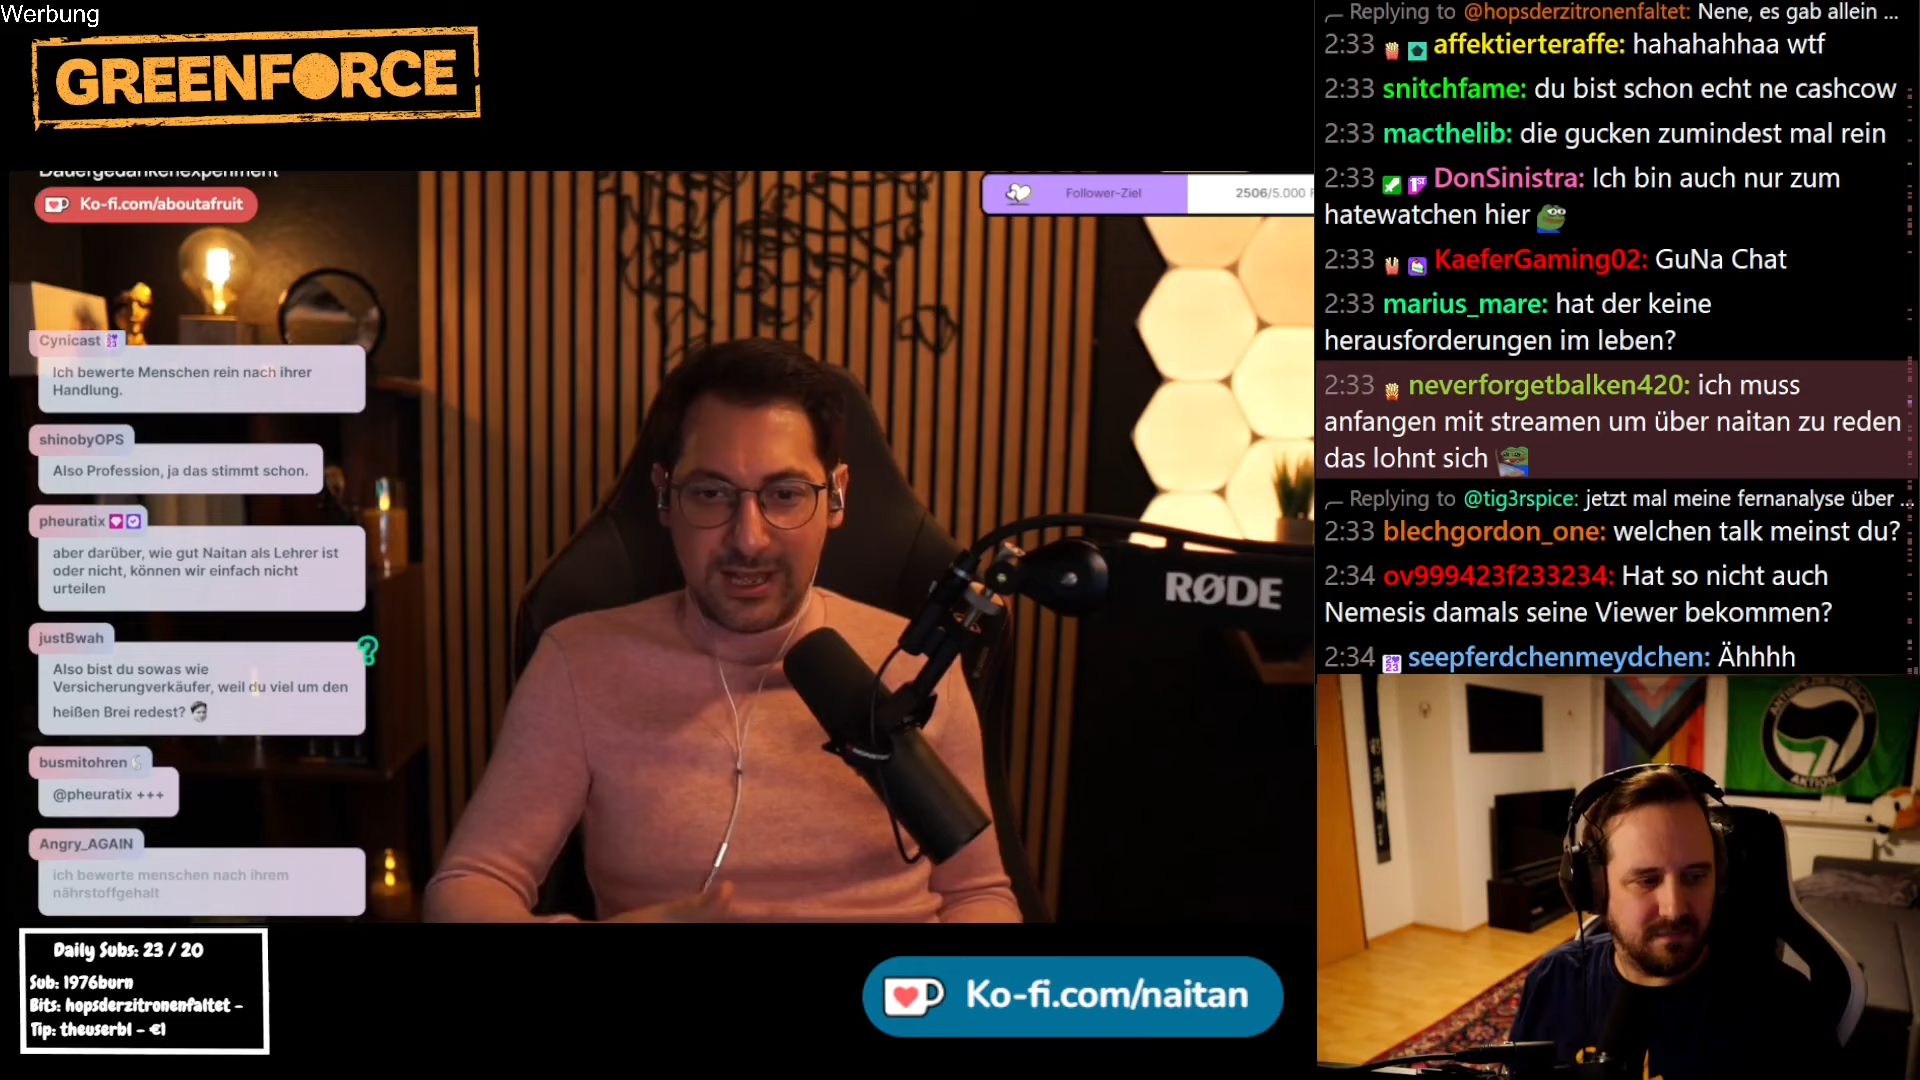 Werbung
GREENFORCE
Dauergedankenexperiment
Ko-fi.com/aboutafruit
Follower-Ziel
2506/5.000 F
Cynicast
Ich bewerte Menschen rein nach ihrer
Handlung.
shinobyOPS
Also Profession, ja das stimmt schon.
pheuratix
aber darüber, wie gut Naitan als Lehrer ist
oder nicht, können wir einfach nicht
urteilen
justBwah
Also bist du sowas wie
Versicherungverkäufer, weil du viel um den
heißen Brei redest?
busmitohren
@pheuratix +++
Angry_AGAIN
ich bewerte menschen nach ihrem
nährstoffgehalt
RØDE
Daily Subs: 23 / 20
Sub: 1976burn
Bits: hopsderzitronenfaltet -
Tip: theuserbl - €1
Ko-fi.com/naitan
Replying to @hopsderzitronenfaltet: Nene, es gab allein ...
2:33 affektierteraffe: hahahahhaa wtf
2:33 snitchfame: du bist schon echt ne cashcow
2:33 macthelib: die gucken zumindest mal rein
2:33 DonSinistra: Ich bin auch nur zum
hatewatchen hier
2:33 KaeferGaming02: GuNa Chat
2:33 marius_mare: hat der keine
herausforderungen im leben?
2:33 neverforgetbalken420: ich muss
anfangen mit streamen um über naitan zu reden
das lohnt sich
Replying to @tig3rspice: jetzt mal meine fernanalyse über ...
2:33 blechgordon_one: welchen talk meinst du?
2:34 ov999423f233234: Hat so nicht auch
Nemesis damals seine Viewer bekommen?
2:34 seepferdchenmeydchen: Ähhhh
AKTION